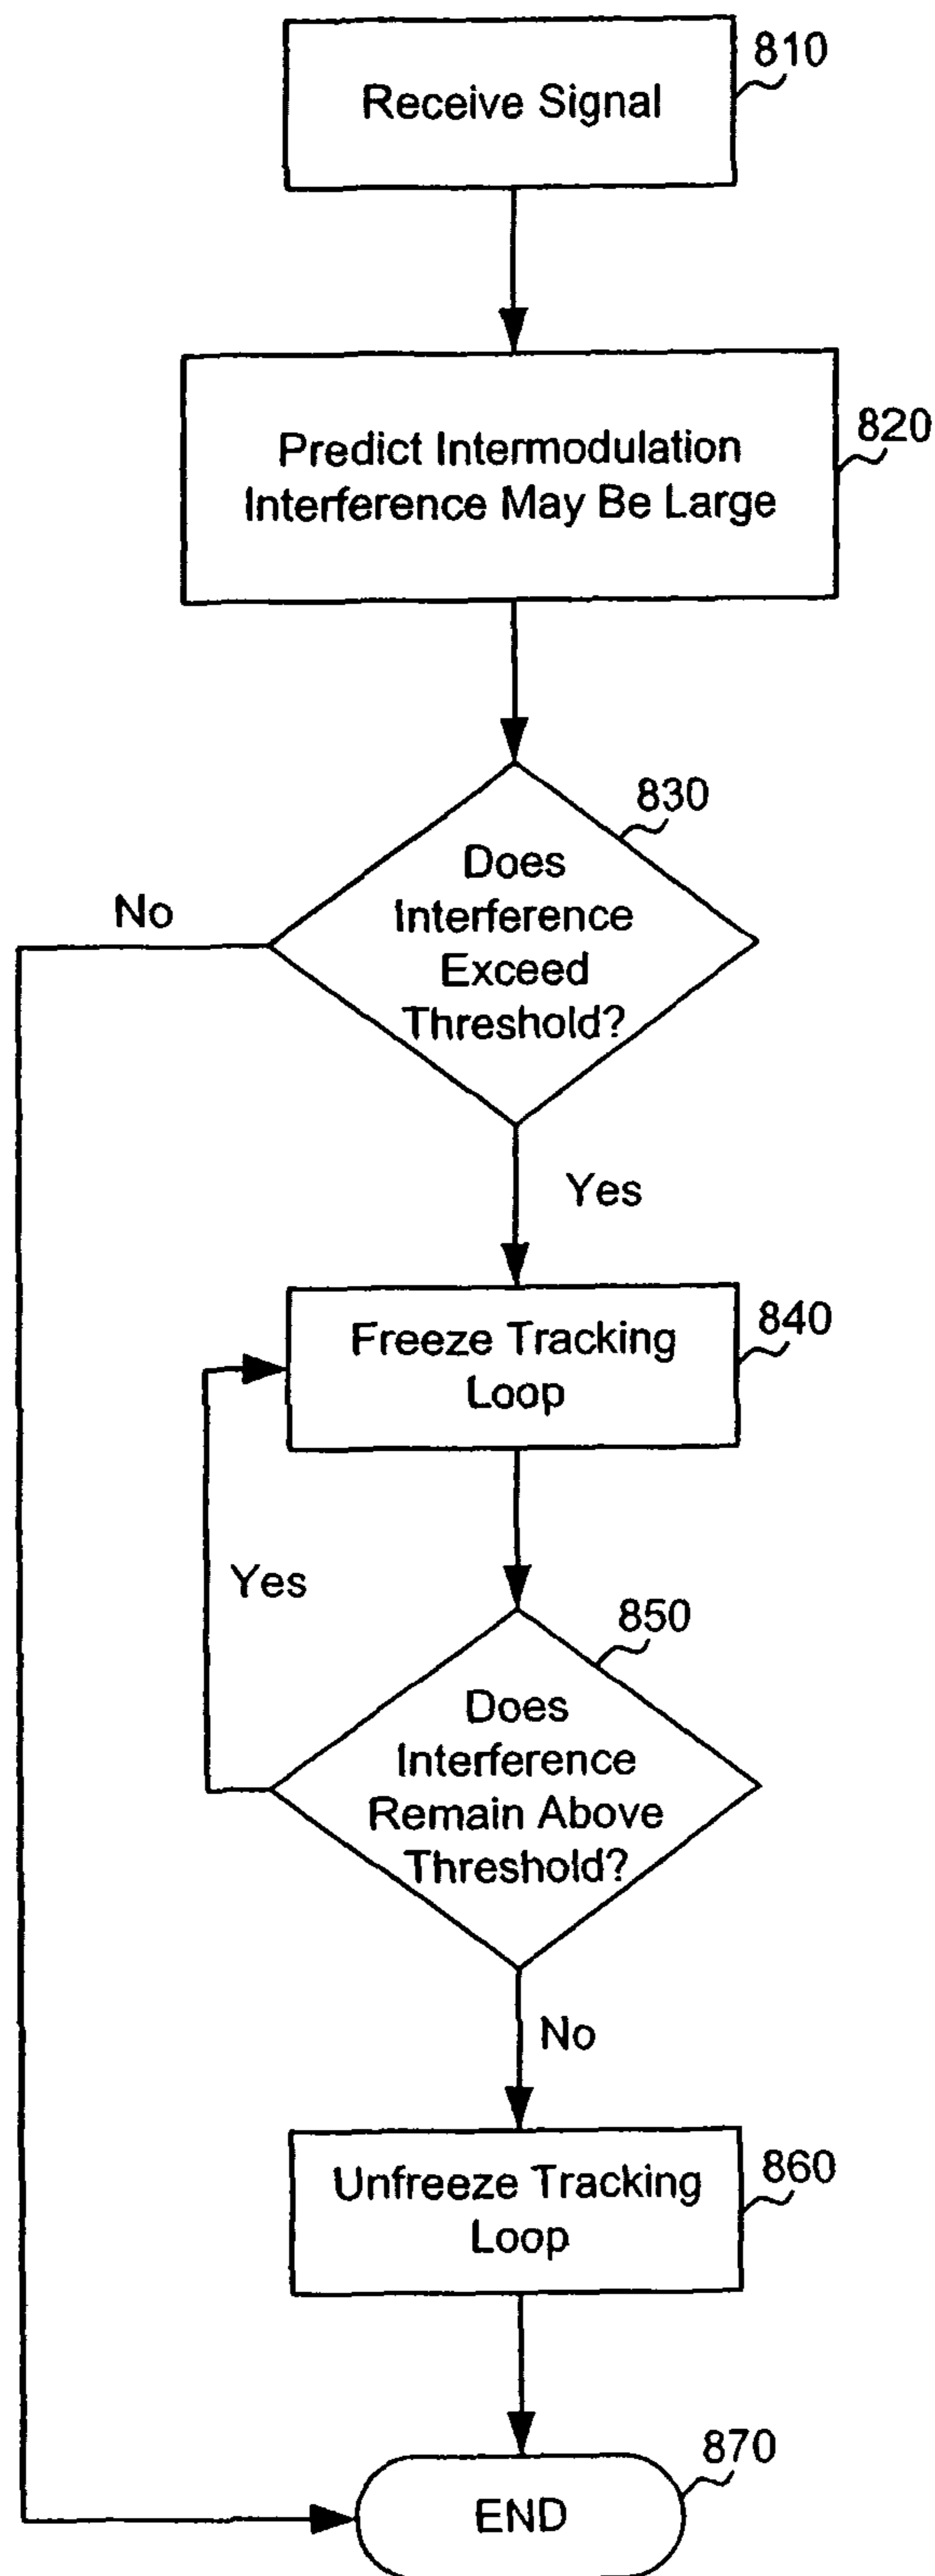 Receive Signal
810
Predict Intermodulation
Interference May Be Large
820
830
Does
Interference
Exceed
Threshold?
No
Yes
Freeze Tracking
Loop
840
Yes
850
Does
Interference
Remain Above
Threshold?
No
Unfreeze Tracking
Loop
860
870
END